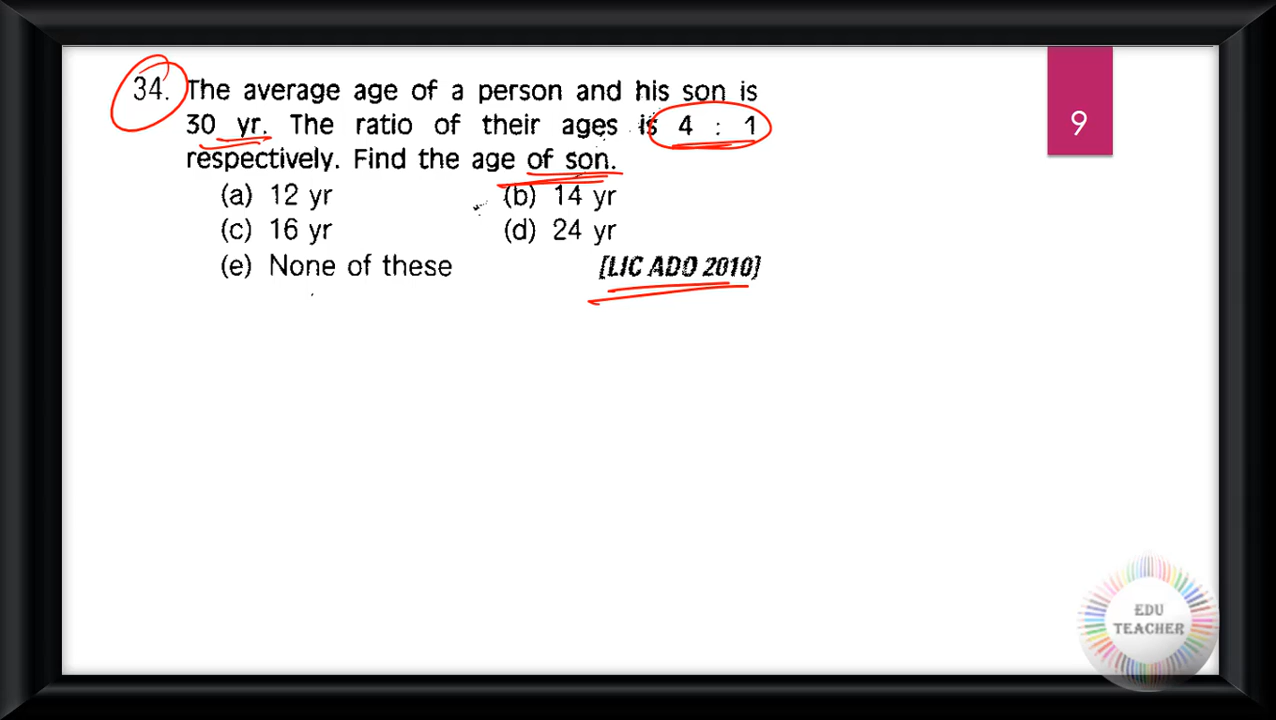 34. The average age of a person and his son is
30 yr. The ratio of their ages is 4 : 1
respectively. Find the age of son.
(a) 12 yr (b) 14 yr
(c) 16 yr (d) 24 yr
(e) None of these [LIC ADO 2010]
9
EDU
TEACHER